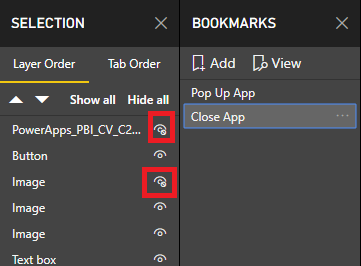 SELECTION
Layer Order Tab Order
Show all Hide all
PowerApps_PBI_CV_C2...
Button
Image
Image
Image
Text box
BOOKMARKS
Add View
Pop Up App
Close App ...